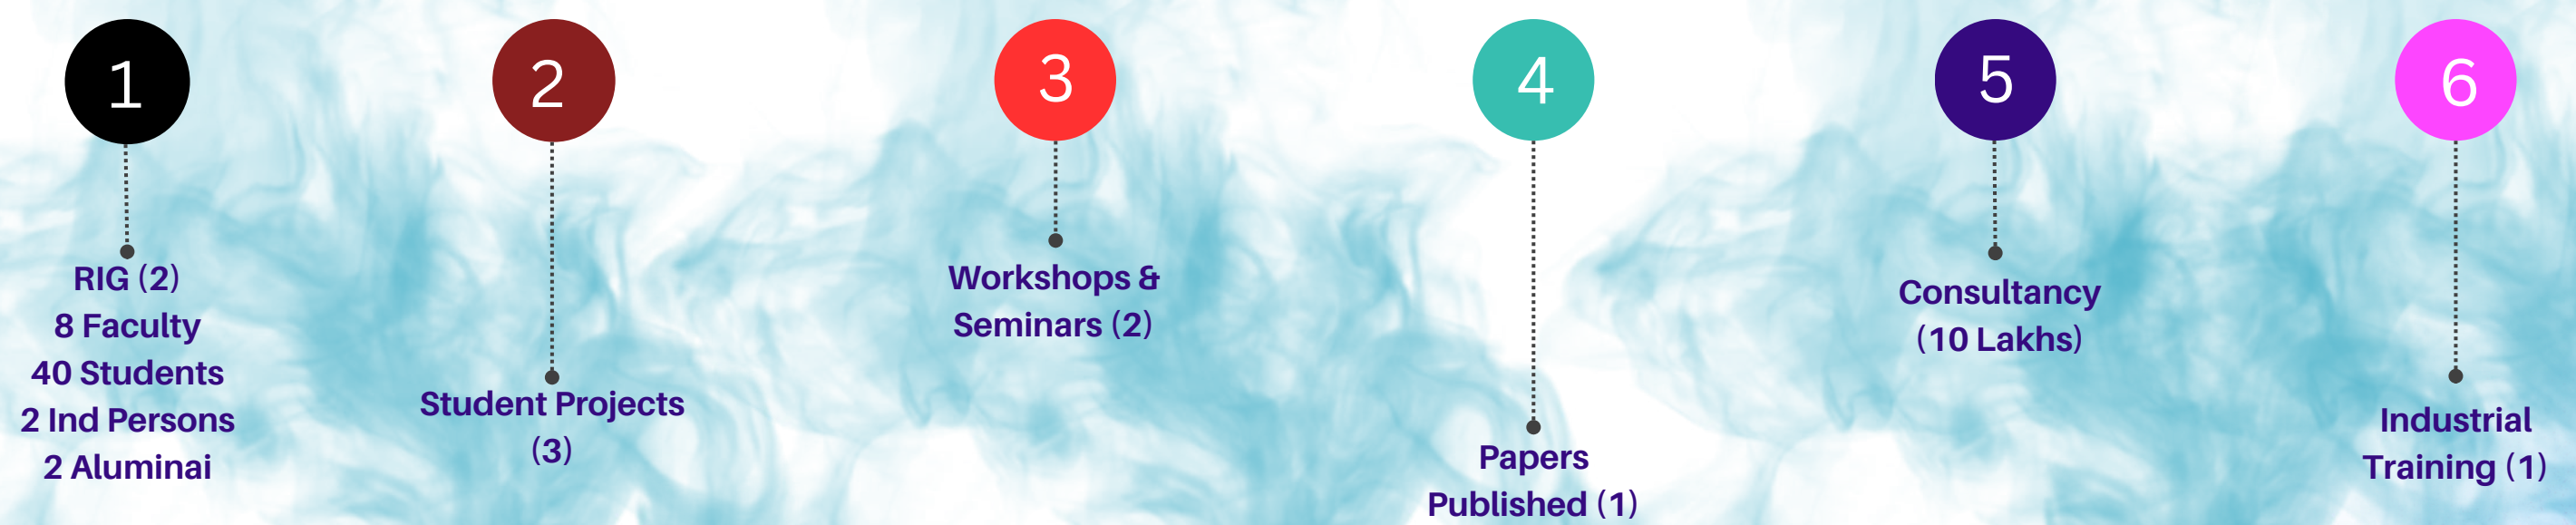 1
RIG (2)
8 Faculty
40 Students
2 Ind Persons
2 Aluminai
2
Student Projects
(3)
3
Workshops &
Seminars (2)
4
Papers
Published (1)
5
Consultancy
(10 Lakhs)
6
Industrial
Training (1)